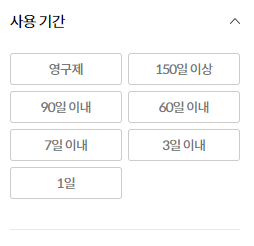 사용 기간
영구제 150일 이상
90일 이내 60일 이내
7일 이내 3일 이내
1일